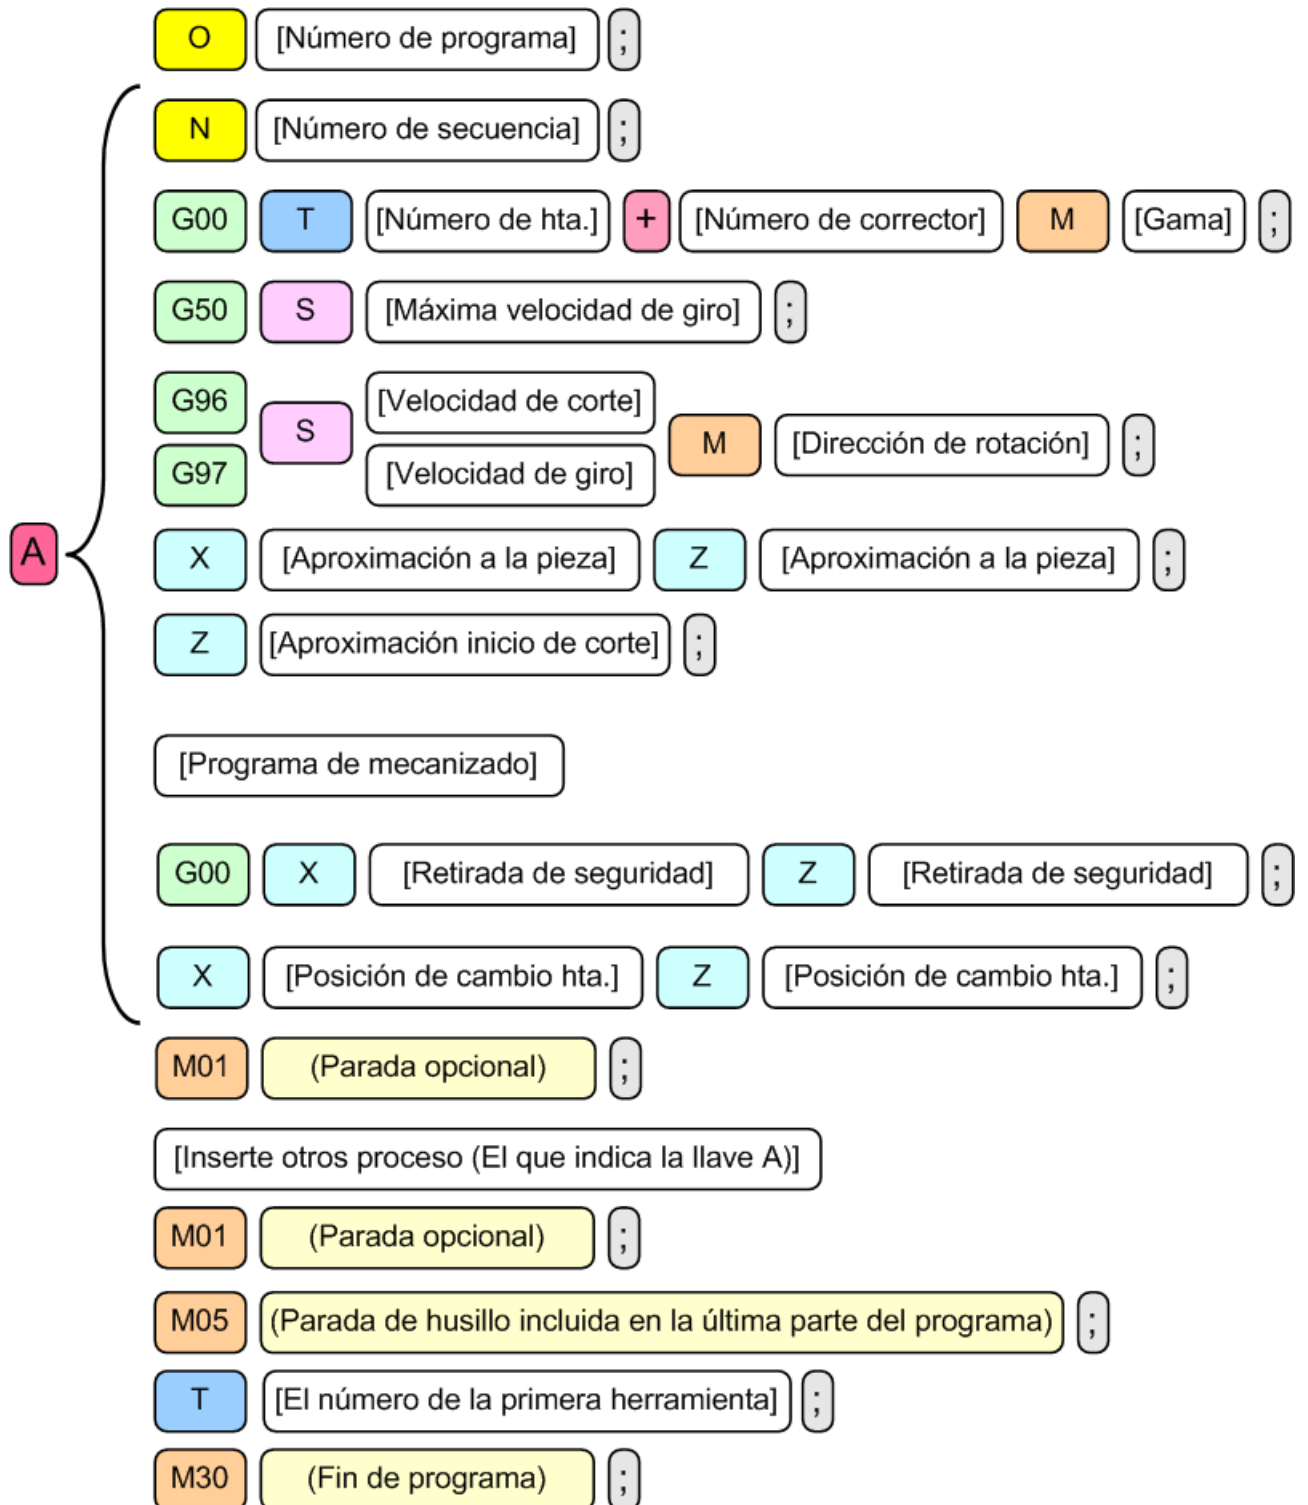 O [Número de programa] ;
N [Número de secuencia] ;
G00 T [Número de hta.] + [Número de corrector] M [Gama] ;
G50 S [Máxima velocidad de giro] ;
G96 [Velocidad de corte]
S M [Dirección de rotación] ;
G97 [Velocidad de giro]
A
X [Aproximación a la pieza] Z [Aproximación a la pieza] ;
Z [Aproximación inicio de corte] ;
[Programa de mecanizado]
G00 X [Retirada de seguridad] Z [Retirada de seguridad] ;
X [Posición de cambio hta.] Z [Posición de cambio hta.] ;
M01 (Parada opcional) ;
[Inserte otros proceso (El que indica la llave A)]
M01 (Parada opcional) ;
M05 (Parada de husillo incluida en la última parte del programa) ;
T [El número de la primera herramienta] ;
M30 (Fin de programa) ;